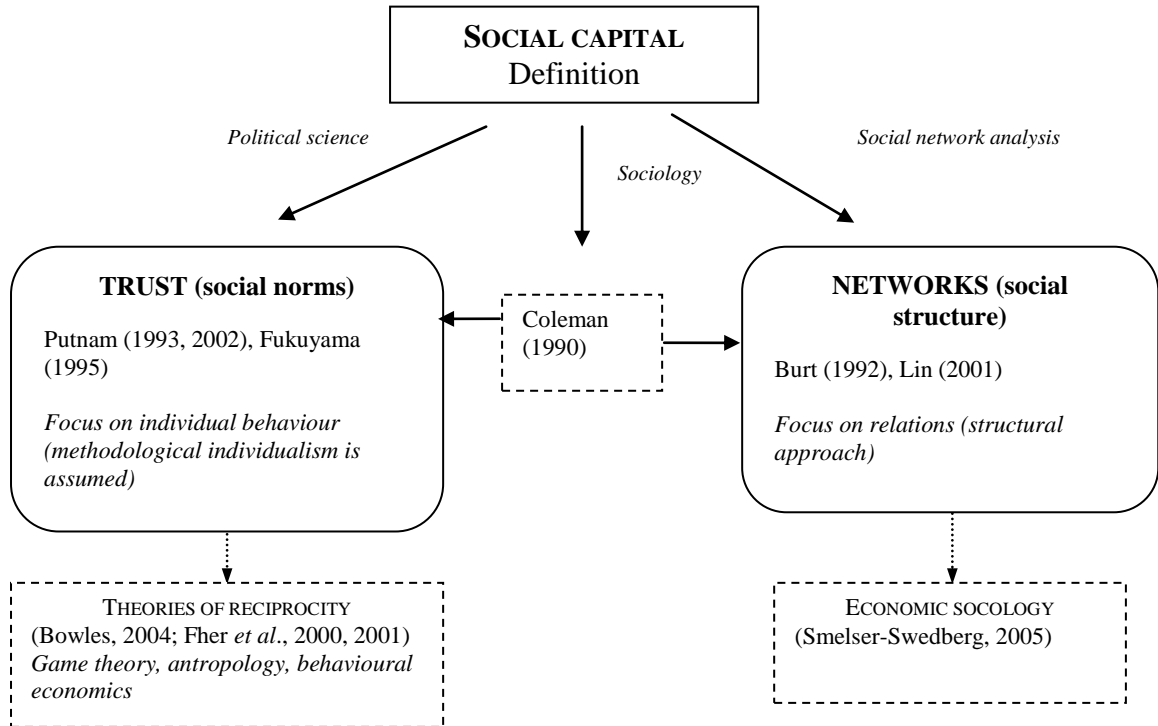 SOCIAL CAPITAL
Definition
Political science
Social network analysis
Sociology
TRUST (social norms)
Putnam (1993, 2002), Fukuyama
(1995)
Focus on individual behaviour
(methodological individualism is
assumed)
Coleman
(1990)
NETWORKS (social
structure)
Burt (1992), Lin (2001)
Focus on relations (structural
approach)
THEORIES OF RECIPROCITY
(Bowles, 2004; Fher et al., 2000, 2001)
Game theory, antropology, behavioural
economics
ECONOMIC SOCOLOGY
(Smelser-Swedberg, 2005)